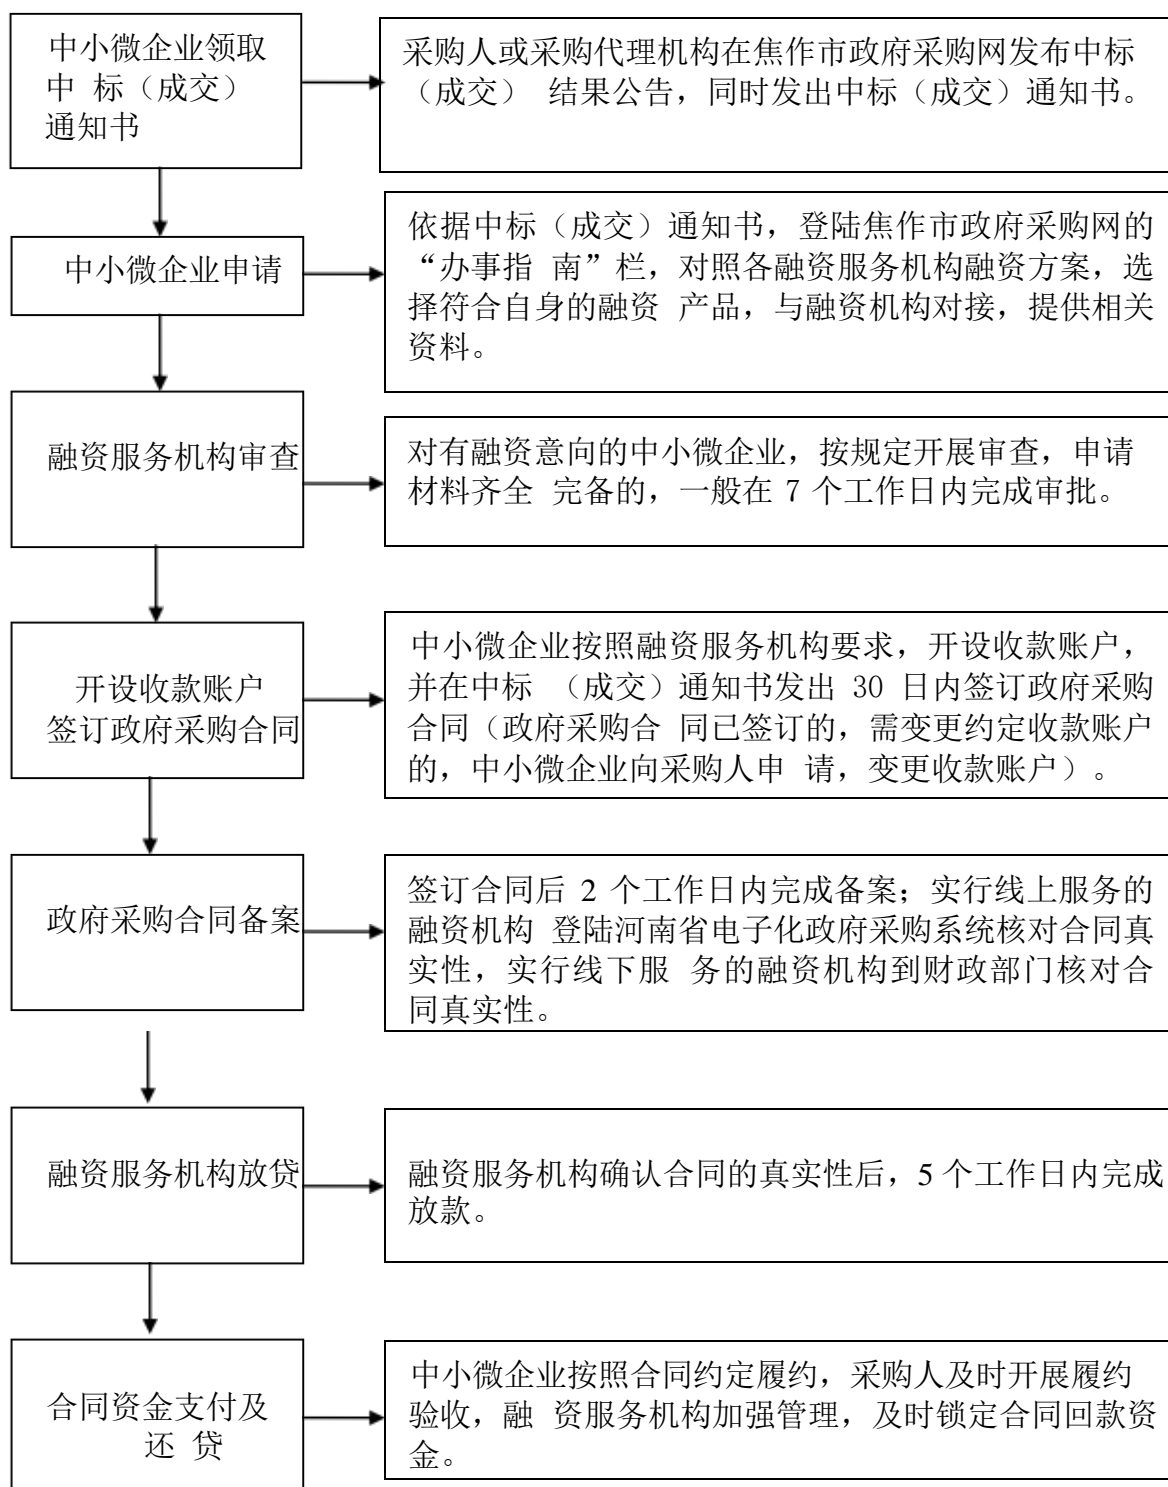 中小微企业领取
中 标（成交）
通知书
采购人或采购代理机构在焦作市政府采购网发布中标
（成交） 结果公告，同时发出中标（成交）通知书。
中小微企业申请
依据中标（成交）通知书，登陆焦作市政府采购网的
“办事指 南”栏，对照各融资服务机构融资方案，选
择符合自身的融资 产品，与融资机构对接，提供相关
资料。
融资服务机构审查
对有融资意向的中小微企业，按规定开展审查，申请
材料齐全 完备的，一般在 7 个工作日内完成审批。
开设收款账户
签订政府采购合同
中小微企业按照融资服务机构要求，开设收款账户，
并在中标 （成交）通知书发出 30 日内签订政府采购
合同（政府采购合 同已签订的，需变更约定收款账户
的，中小微企业向采购人申 请，变更收款账户）。
政府采购合同备案
签订合同后 2 个工作日内完成备案；实行线上服务的
融资机构 登陆河南省电子化政府采购系统核对合同真
实性，实行线下服 务的融资机构到财政部门核对合
同真实性。
融资服务机构放贷
融资服务机构确认合同的真实性后，5 个工作日内完成
放款。
合同资金支付及
还 贷
中小微企业按照合同约定履约，采购人及时开展履约
验收，融 资服务机构加强管理，及时锁定合同回款资
金。